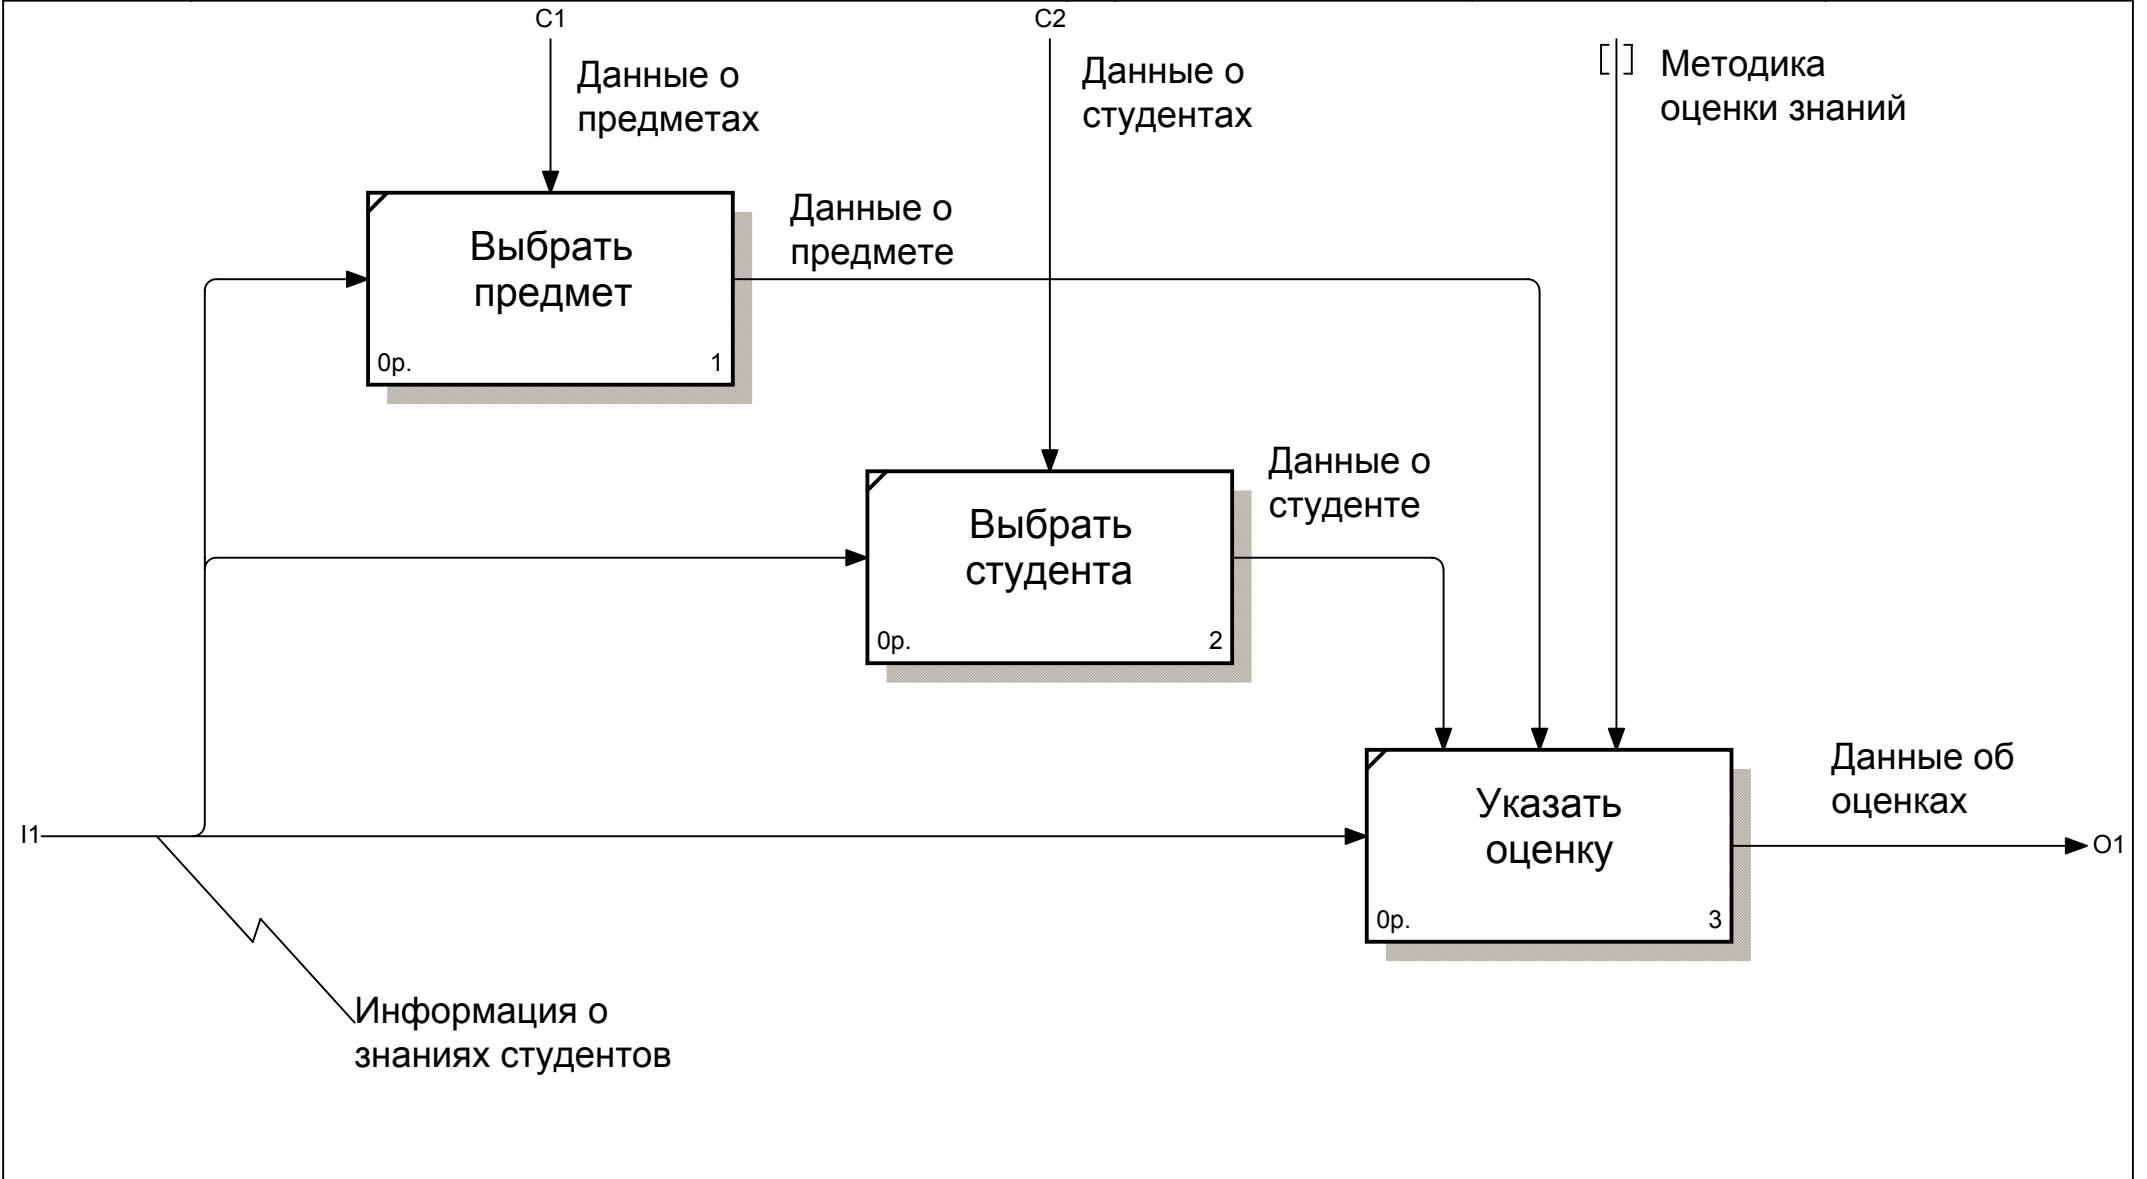 C1
C2
Данные о
предметах
Данные о
студентах
[ ] Методика
оценки знаний
Данные о
предмете
Выбрать
предмет
0р. 1
Данные о
студенте
Выбрать
студента
0р. 2
Данные об
оценках
Указать
оценку
I1
O1
0р. 3
Информация о
знаниях студентов